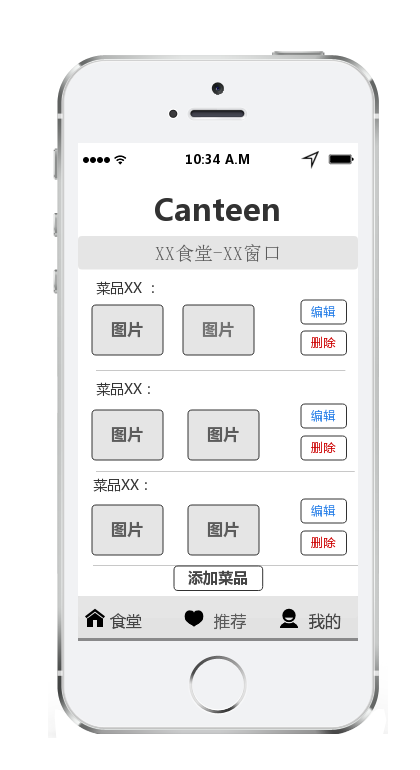 10:34 A.M
Canteen
XX食堂-XX窗口
菜品XX ：
图片 图片 编辑
删除
菜品XX：
图片 图片 编辑
删除
菜品XX：
图片 图片 编辑
删除
添加菜品
食堂 推荐 我的